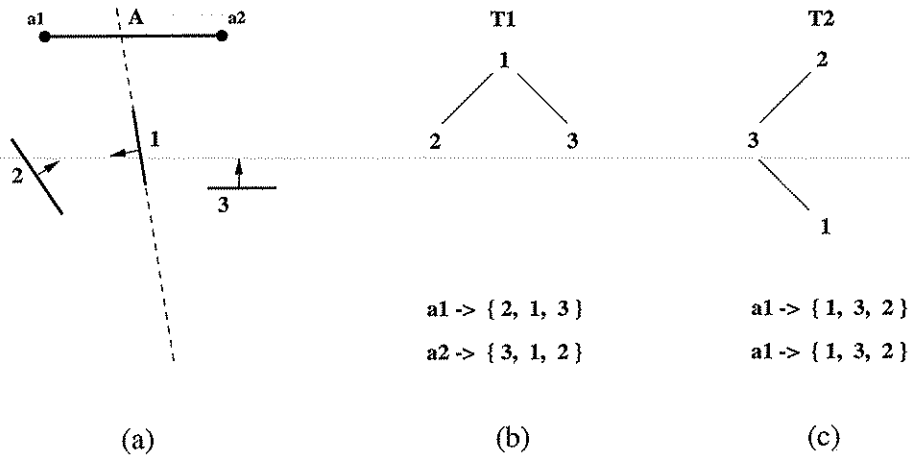 a1 A a2
T1
T2
1
2
1
2 3
3
2
3
1
a1 -> { 2, 1, 3 }
a1 -> { 1, 3, 2 }
a2 -> { 3, 1, 2 }
a1 -> { 1, 3, 2 }
(a)
(b)
(c)